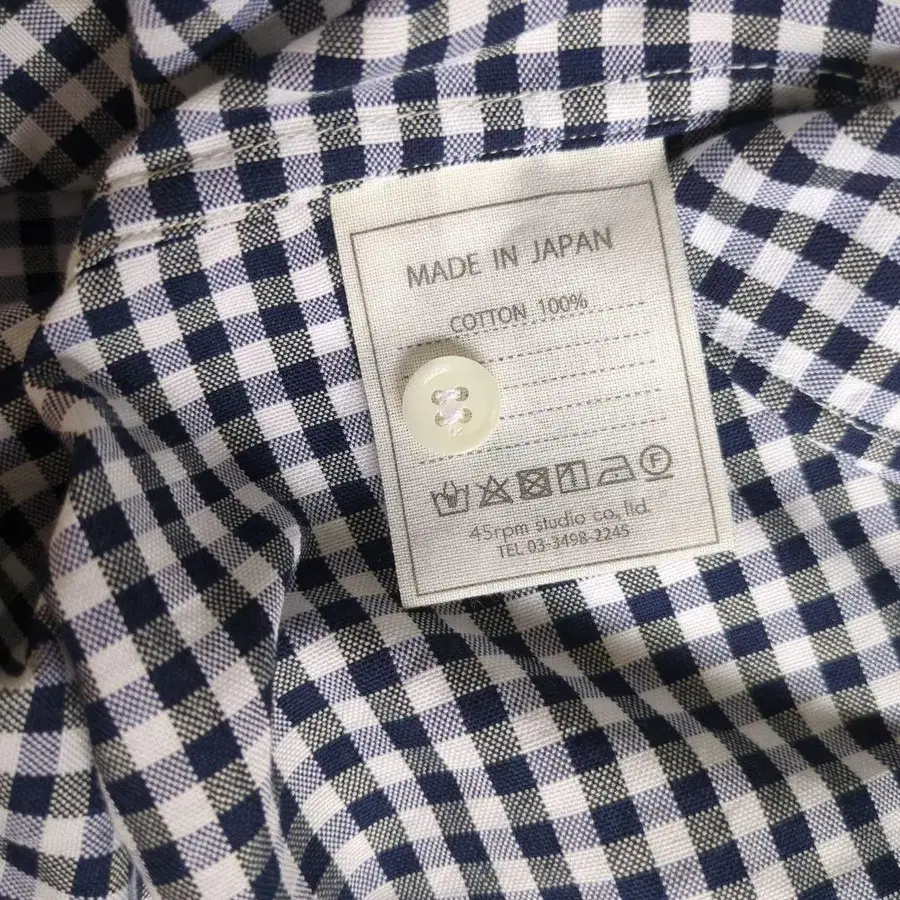 MADE IN JAPAN
COTTON 100%
45rpm studio co., ltd.
TEL 03-3498-2245